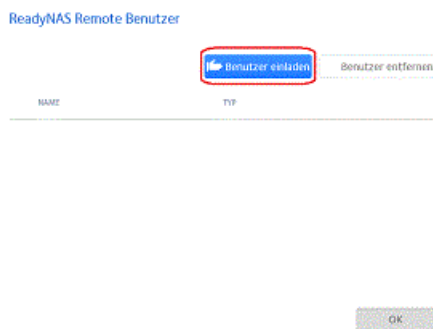 ReadyNAS Remote Benutzer
Benutzer einladen
Benutzer entfernen
NAME
TYP
OK